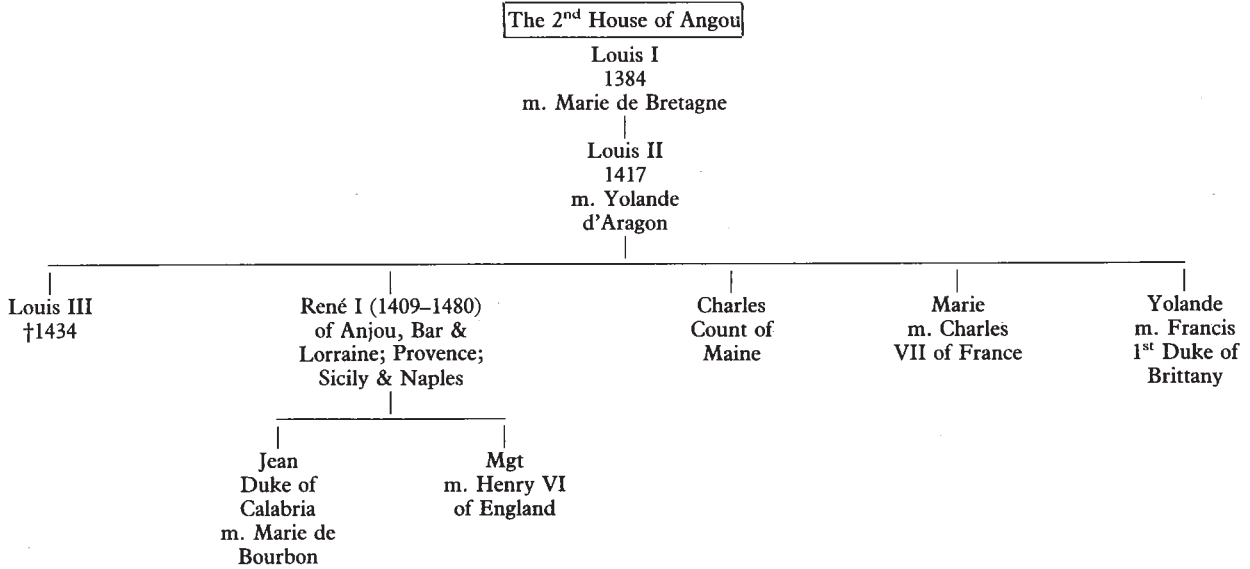 The 2nd House of Angou
Louis I
1384
m. Marie de Bretagne
Louis II
1417
m. Yolande
d'Aragon
Louis III
†1434
René I (1409–1480)
of Anjou, Bar &
Lorraine; Provence;
Sicily & Naples
Charles
Count of
Maine
Marie
m. Charles
VII of France
Yolande
m. Francis
1st Duke of
Brittany
Jean
Duke of
Calabria
m. Marie de
Bourbon
Mgt
m. Henry VI
of England